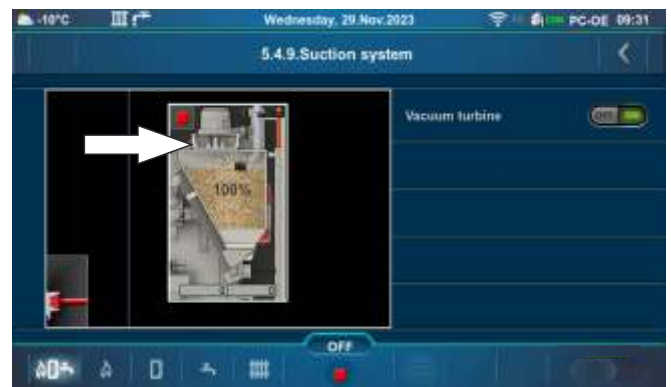 -10°C Wednesday, 29.Nov.2023 PC-OE 09:31
5.4.9.Suction system
Vacuum turbine OFF
100%
OFF